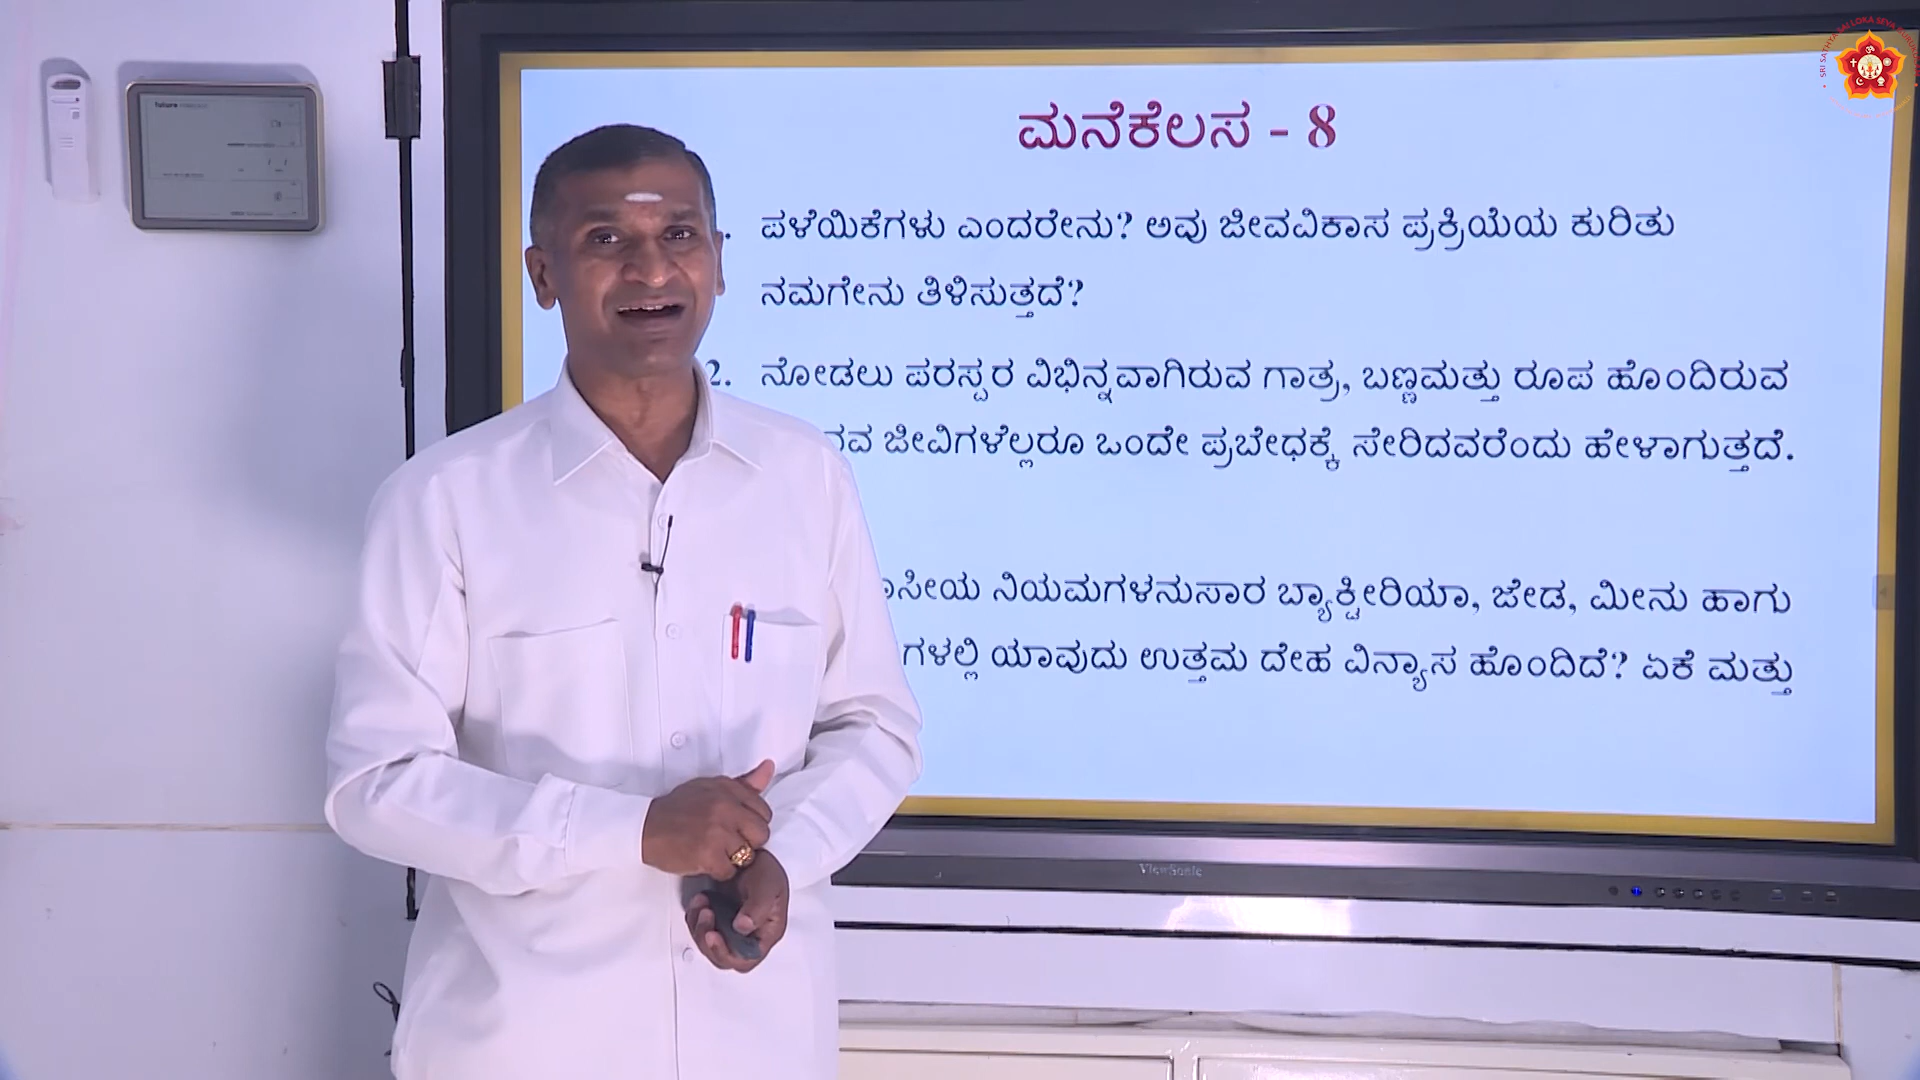 ಮನೆಕೆಲಸ - 8
. ಪಳೆಯಿಕೆಗಳು ಎಂದರೇನು? ಅವು ಜೀವವಿಕಾಸ ಪ್ರಕ್ರಿಯೆಯ ಕುರಿತು
ನಮಗೇನು ತಿಳಿಸುತ್ತದೆ?
2. ನೋಡಲು ಪರಸ್ಪರ ವಿಭಿನ್ನವಾಗಿರುವ ಗಾತ್ರ, ಬಣ್ಣಮತ್ತು ರೂಪ ಹೊಂದಿರುವ
ಜೀವಿಗಳೆಲ್ಲರೂ ಒಂದೇ ಪ್ರಬೇಧಕ್ಕೆ ಸೇರಿದವರೆಂದು ಹೇಳಾಗುತ್ತದೆ.
ನಿಯಮಗಳನುಸಾರ ಬ್ಯಾಕ್ಟೀರಿಯಾ, ಜೇಡ, ಮೀನು ಹಾಗು
ಗಳಲ್ಲಿ ಯಾವುದು ಉತ್ತಮ ದೇಹ ವಿನ್ಯಾಸ ಹೊಂದಿದೆ? ಏಕೆ ಮತ್ತು
ViewSonic